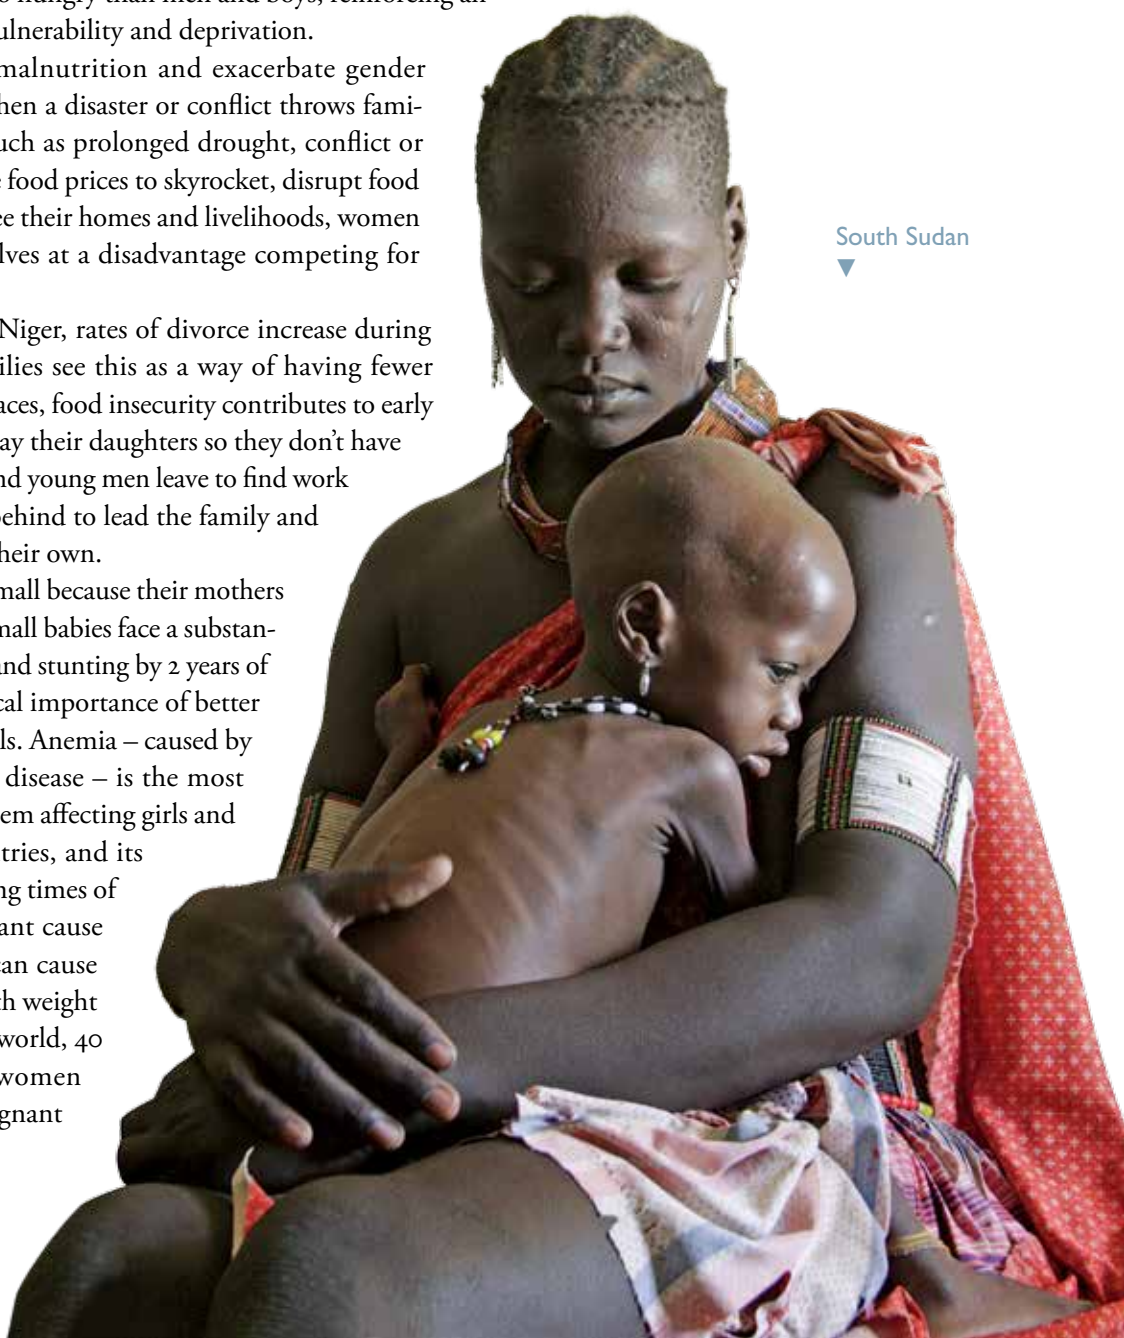 o hungry than men and boys, reinforcing an
ulnerability and deprivation.
malnutrition and exacerbate gender
hen a disaster or conflict throws fami-
uch as prolonged drought, conflict or
e food prices to skyrocket, disrupt food
ee their homes and livelihoods, women
lves at a disadvantage competing for
Niger, rates of divorce increase during
ilies see this as a way of having fewer
aces, food insecurity contributes to early
ay their daughters so they don’t have
nd young men leave to find work
behind to lead the family and
heir own.
mall because their mothers
mall babies face a substan-
and stunting by 2 years of
cal importance of better
ls. Anemia – caused by
disease – is the most
em affecting girls and
tries, and its
ng times of
ant cause
can cause
th weight
world, 40
women
gnant
South Sudan